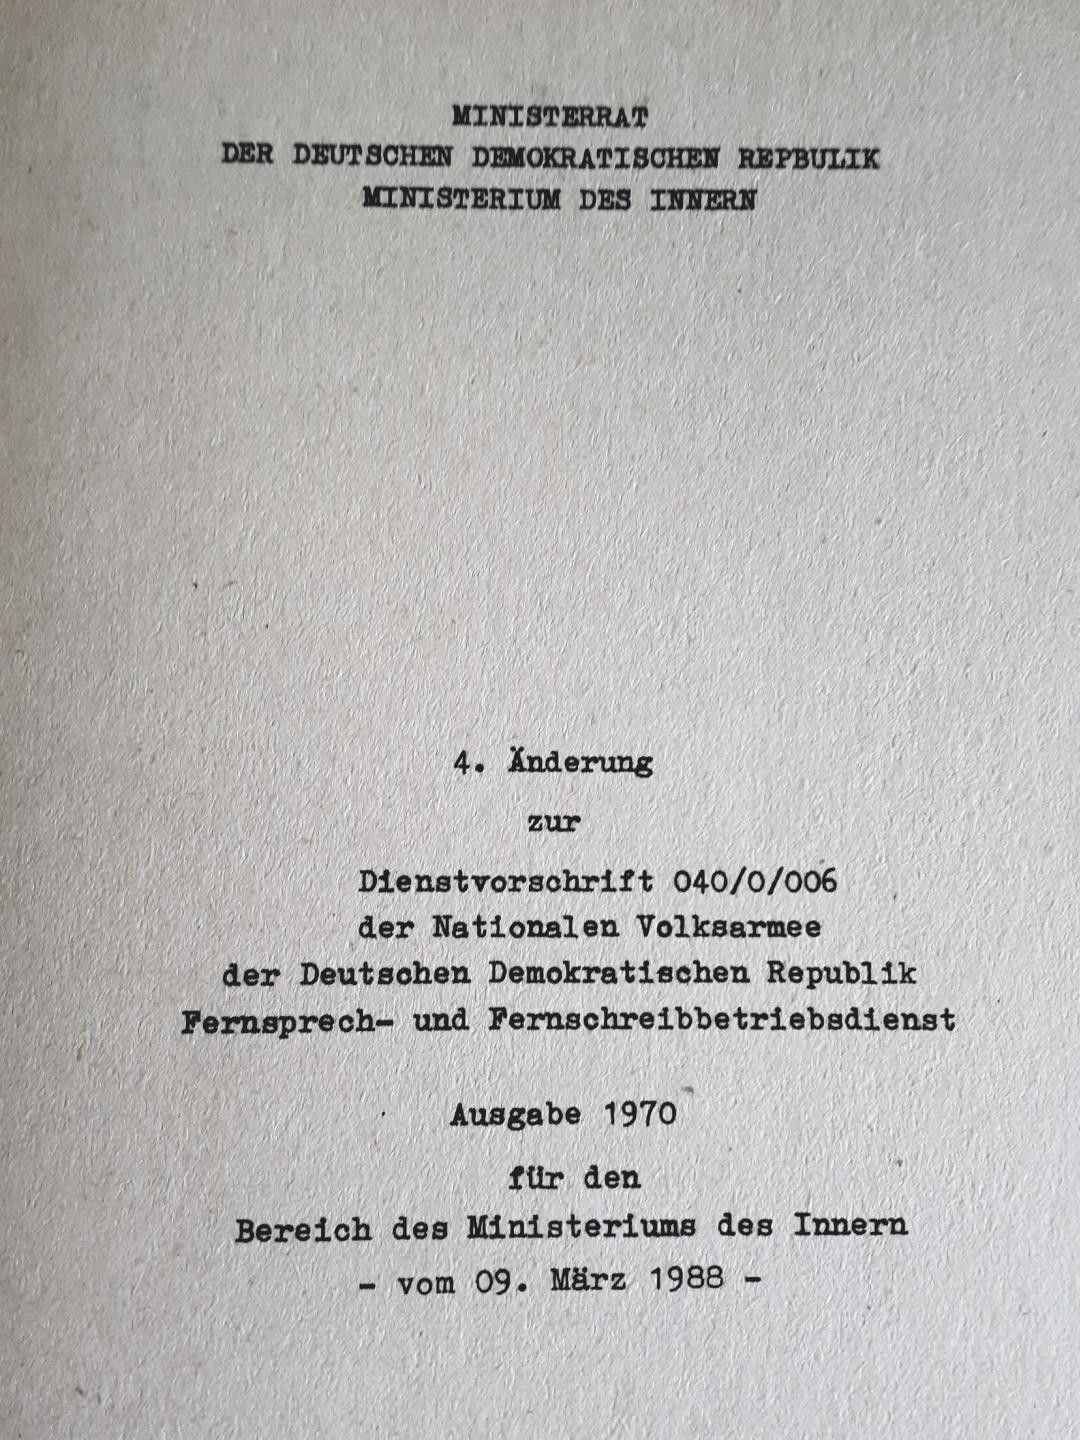 MINISTERRAT
DER DEUTSCHEN DEMOKRATISCHEN REPBULIK
MINISTERIUM DES INNERN
4. Änderung
zur
Dienstvorschrift 040/0/006
der Nationalen Volksarmee
der Deutschen Demokratischen Republik
Fernsprech- und Fernschreibbetriebsdienst
Ausgabe 1970
für den
Bereich des Ministeriums des Innern
- vom 09. März 1988 -